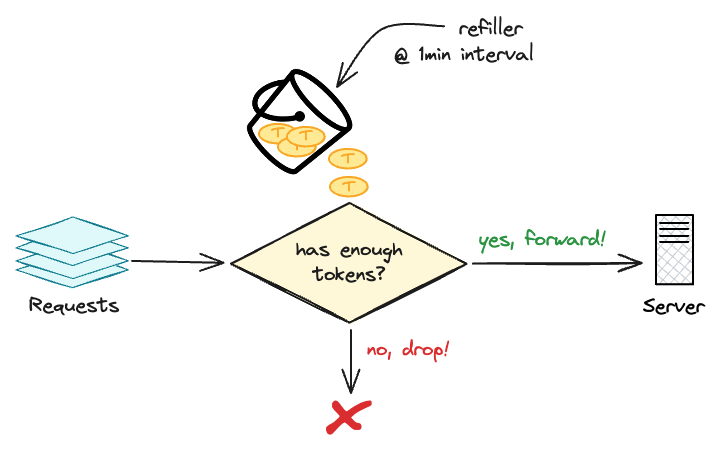 refiller
@ 1min interval
T
T
T
T
has enough
tokens?
yes, forward!
Requests
Server
no, drop!